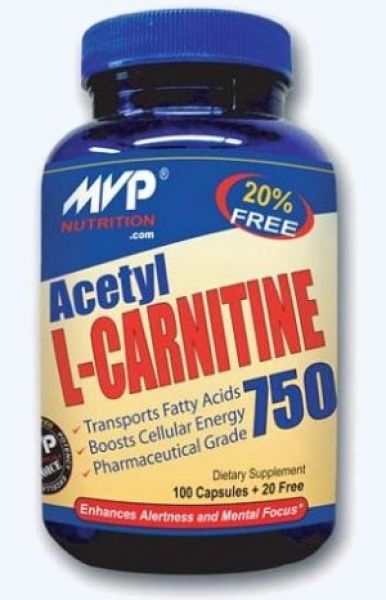 MVP®
NUTRITION
.com
20%
FREE
Acetyl
L-CARNITINE
750
✓ Transports Fatty Acids
✓ Boosts Cellular Energy
✓ Pharmaceutical Grade
VP
Dietary Supplement
100 Capsules + 20 Free
Enhances Alertness and Mental Focus*